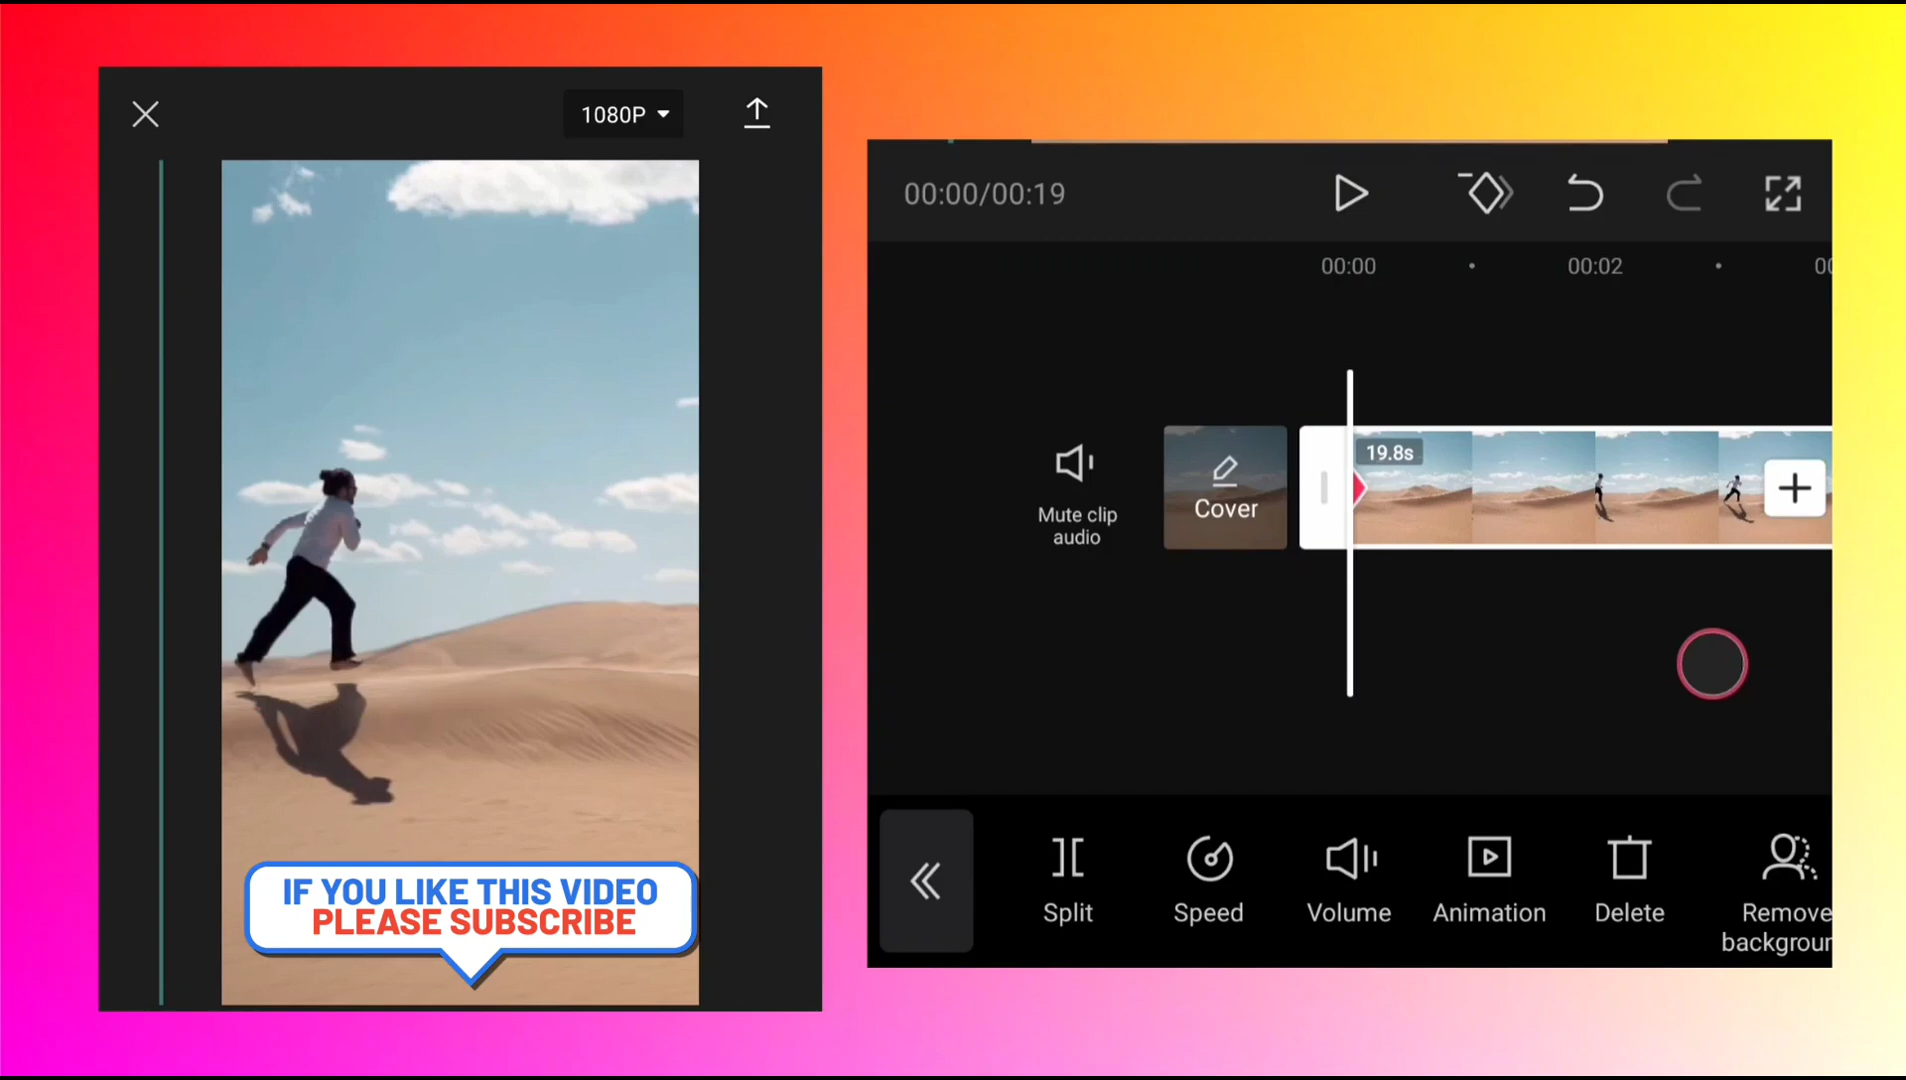 1080P
IF YOU LIKE THIS VIDEO
PLEASE SUBSCRIBE
00:00/00:19
00:00
00:02
19.8s
Mute clip
audio
Cover
Split
Speed
Volume
Animation
Delete
Remove